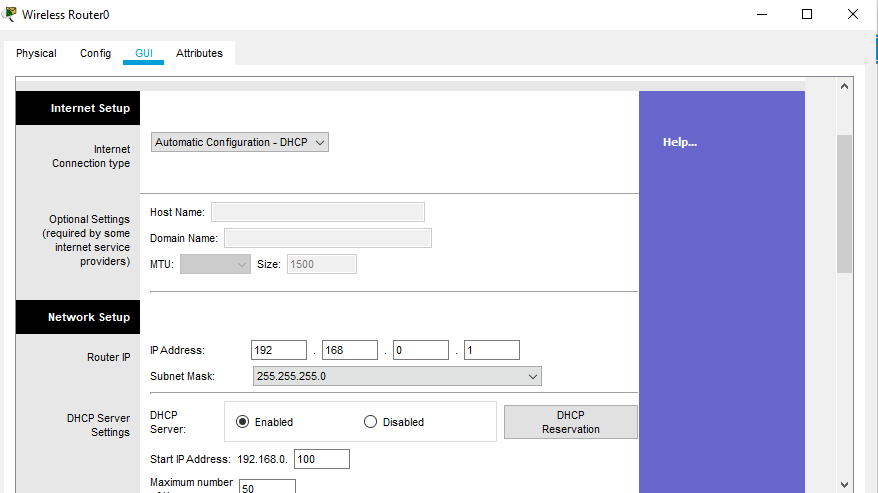 Wireless Router0
Physical Config GUI Attributes
Internet Setup
Internet
Connection type
Automatic Configuration - DHCP
Help...
Optional Settings
(required by some
internet service
providers)
Host Name:
Domain Name:
MTU: Size: 1500
Network Setup
Router IP
IP Address: 192 . 168 . 0 . 1
Subnet Mask: 255.255.255.0
DHCP Server
Settings
DHCP
Server:
Enabled Disabled
DHCP
Reservation
Start IP Address: 192.168.0. 100
Maximum number
50